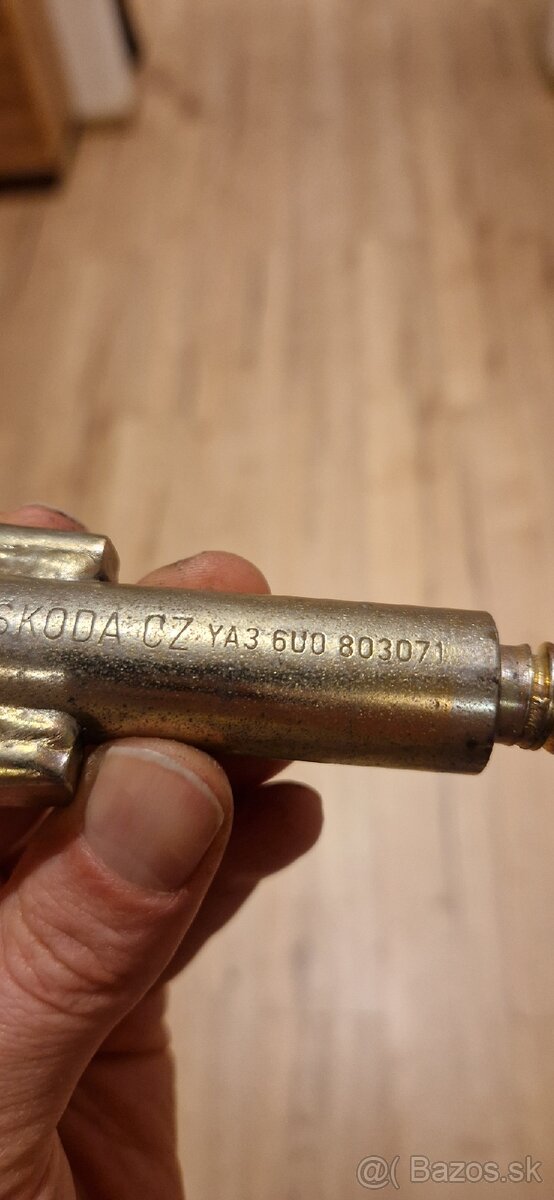 SKODA CZ YA3 6U0 803071
@( Bazos.sk